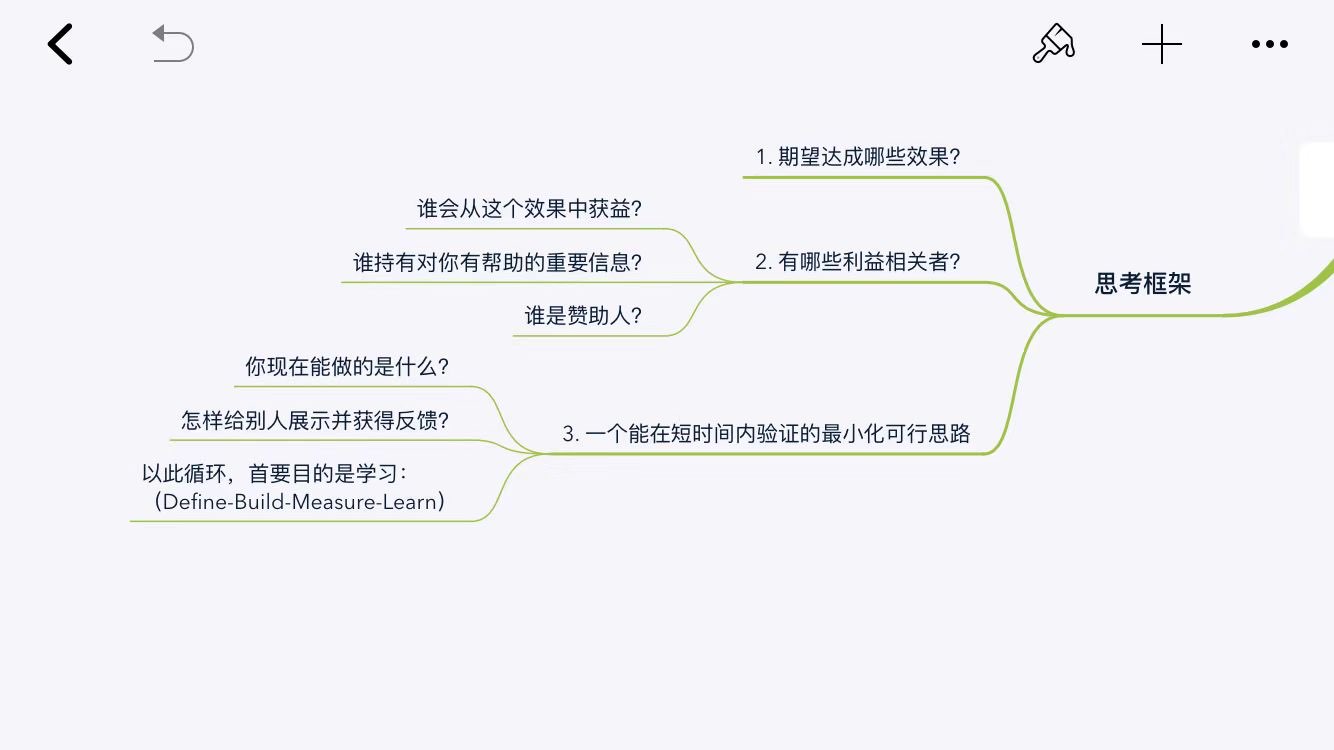 1. 期望达成哪些效果?
谁会从这个效果中获益?
谁持有对你有帮助的重要信息?
2. 有哪些利益相关者?
思考框架
谁是赞助人?
你现在能做的是什么?
怎样给别人展示并获得反馈?
3. 一个能在短时间内验证的最小化可行思路
以此循环，首要目的是学习：
（Define-Build-Measure-Learn）